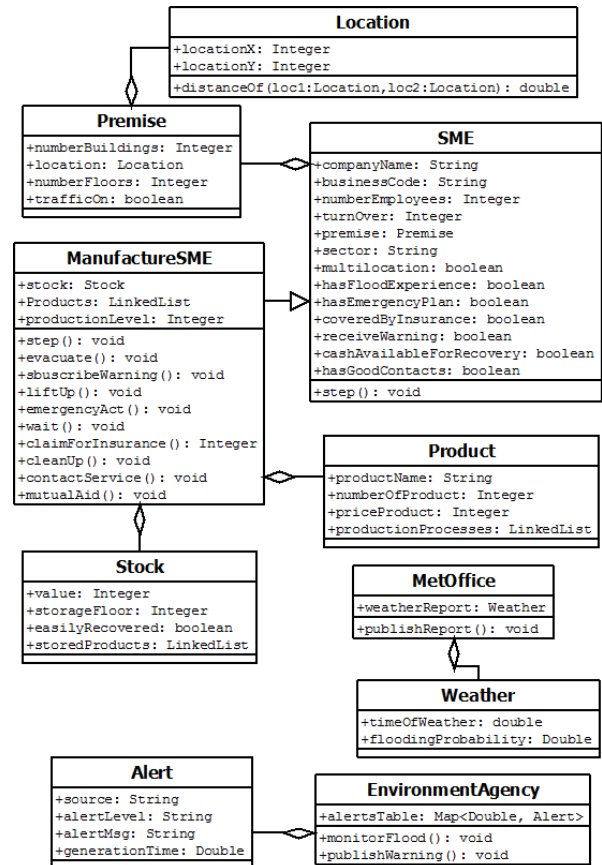 Location
+locationX: Integer
+locationY: Integer
+distanceOf(loc1:Location,loc2:Location): double
Premise
+numberBuildings: Integer
+location: Location
+numberFloors: Integer
+trafficOn: boolean
SME
+companyName: String
+businessCode: String
+numberEmployees: Integer
+turnOver: Integer
+premise: Premise
+sector: String
+multilocation: boolean
+hasFloodExperience: boolean
+hasEmergencyPlan: boolean
+coveredByInsurance: boolean
+receiveWarning: boolean
+cashAvailableForRecovery: boolean
+hasGoodContacts: boolean
+step(): void
ManufactureSME
+stock: Stock
+Products: LinkedList
+productionLevel: Integer
+step(): void
+evacuate(): void
+sbuscribeWarning(): void
+liftUp(): void
+emergencyAct(): void
+wait(): void
+claimForInsurance(): Integer
+cleanUp(): void
+contactService(): void
+mutualAid(): void
Product
+productName: String
+numberOfProduct: Integer
+priceProduct: Integer
+productionProcesses: LinkedList
Stock
+value: Integer
+storageFloor: Integer
+easilyRecovered: boolean
+storedProducts: LinkedList
MetOffice
+weatherReport: Weather
+publishReport(): void
Weather
+timeOfWeather: double
+floodingProbability: Double
Alert
+source: String
+alertLevel: String
+alertMsg: String
+generationTime: Double
EnvironmentAgency
+alertsTable: Map<Double, Alert>
+monitorFlood(): void
+publishWarning(): void